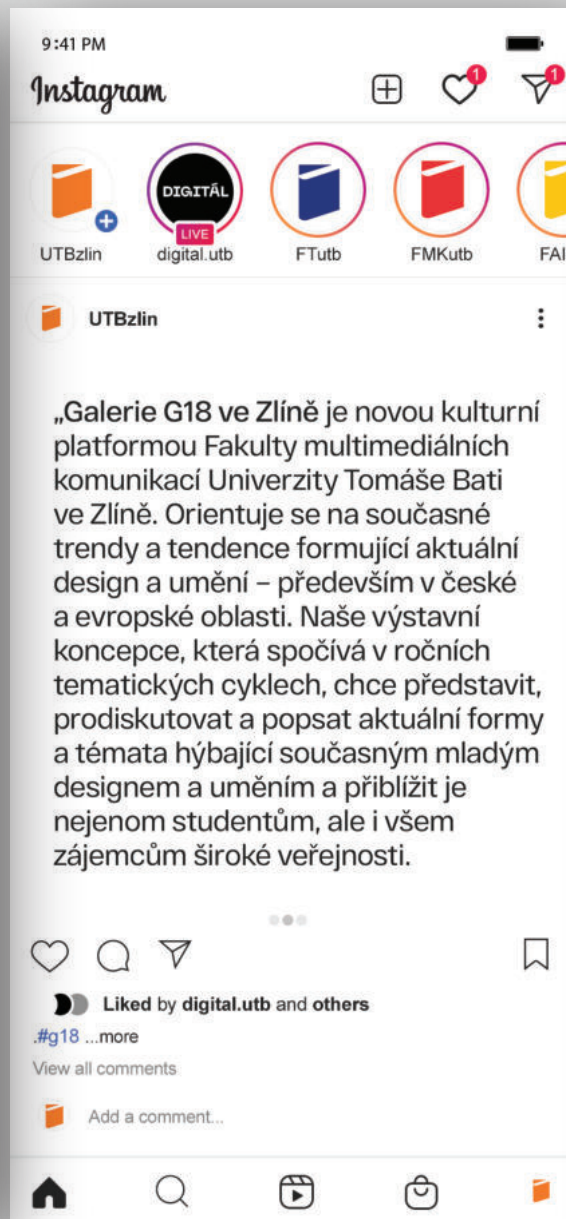 9:41 PM
Instagram
1
1
DIGITÁL
LIVE
UTBzlin
digital.utb
FTutb
FMKutb
FAI
UTBzlin
„Galerie G18 ve Zlíně je novou kulturní
platformou Fakulty multimediálních
komunikací Univerzity Tomáše Bati
ve Zlíně. Orientuje se na současné
trendy a tendence formující aktuální
design a umění – především v české
a evropské oblasti. Naše výstavní
koncepce, která spočívá v ročních
tematických cyklech, chce představit,
prodiskutovat a popsat aktuální formy
a témata hýbající současným mladým
designem a uměním a přiblížit je
nejenom studentům, ale i všem
zájemcům široké veřejnosti.
Liked by digital.utb and others
.#g18 ...more
View all comments
Add a comment...